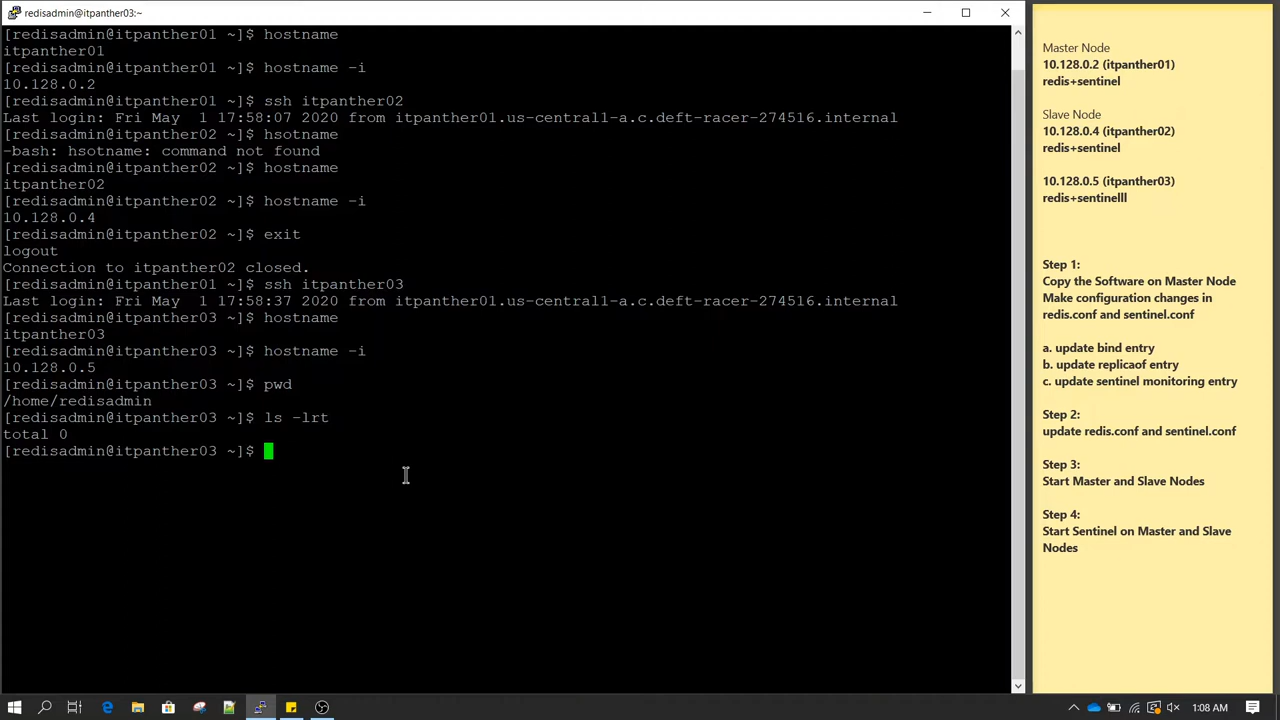 redisadmin@itpanther03:~
[redisadmin@itpanther01 ~]$ hostname
itpanther01
[redisadmin@itpanther01 ~]$ hostname -i
10.128.0.2
[redisadmin@itpanther01 ~]$ ssh itpanther02
Last login: Fri May  1 17:58:07 2020 from itpanther01.us-central1-a.c.deft-racer-274516.internal
[redisadmin@itpanther02 ~]$ hsotname
-bash: hsotname: command not found
[redisadmin@itpanther02 ~]$ hostname
itpanther02
[redisadmin@itpanther02 ~]$ hostname -i
10.128.0.4
[redisadmin@itpanther02 ~]$ exit
logout
Connection to itpanther02 closed.
[redisadmin@itpanther01 ~]$ ssh itpanther03
Last login: Fri May  1 17:58:37 2020 from itpanther01.us-central1-a.c.deft-racer-274516.internal
[redisadmin@itpanther03 ~]$ hostname
itpanther03
[redisadmin@itpanther03 ~]$ hostname -i
10.128.0.5
[redisadmin@itpanther03 ~]$ pwd
/home/redisadmin
[redisadmin@itpanther03 ~]$ ls -lrt
total 0
[redisadmin@itpanther03 ~]$
Master Node
10.128.0.2 (itpanther01)
redis+sentinel
Slave Node
10.128.0.4 (itpanther02)
redis+sentinel
10.128.0.5 (itpanther03)
redis+sentinelll
Step 1:
Copy the Software on Master Node
Make configuration changes in
redis.conf and sentinel.conf
a. update bind entry
b. update replicaof entry
c. update sentinel monitoring entry
Step 2:
update redis.conf and sentinel.conf
Step 3:
Start Master and Slave Nodes
Step 4:
Start Sentinel on Master and Slave
Nodes
1:08 AM